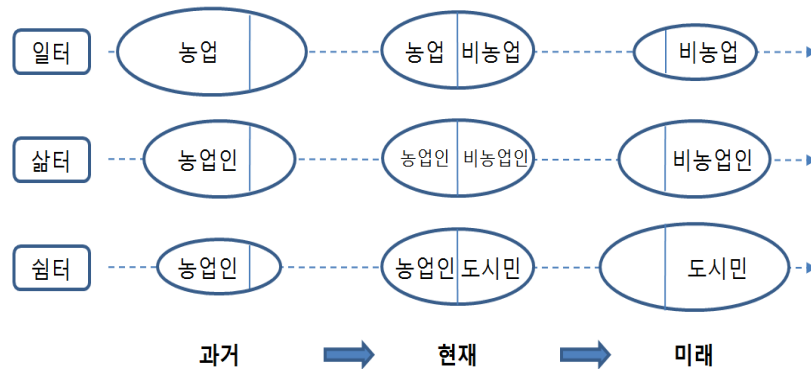 일터 농업 농업 비농업 비농업
삶터 농업인 농업인 비농업인 비농업인
쉼터 농업인 농업인 도시민 도시민
과거 현재 미래